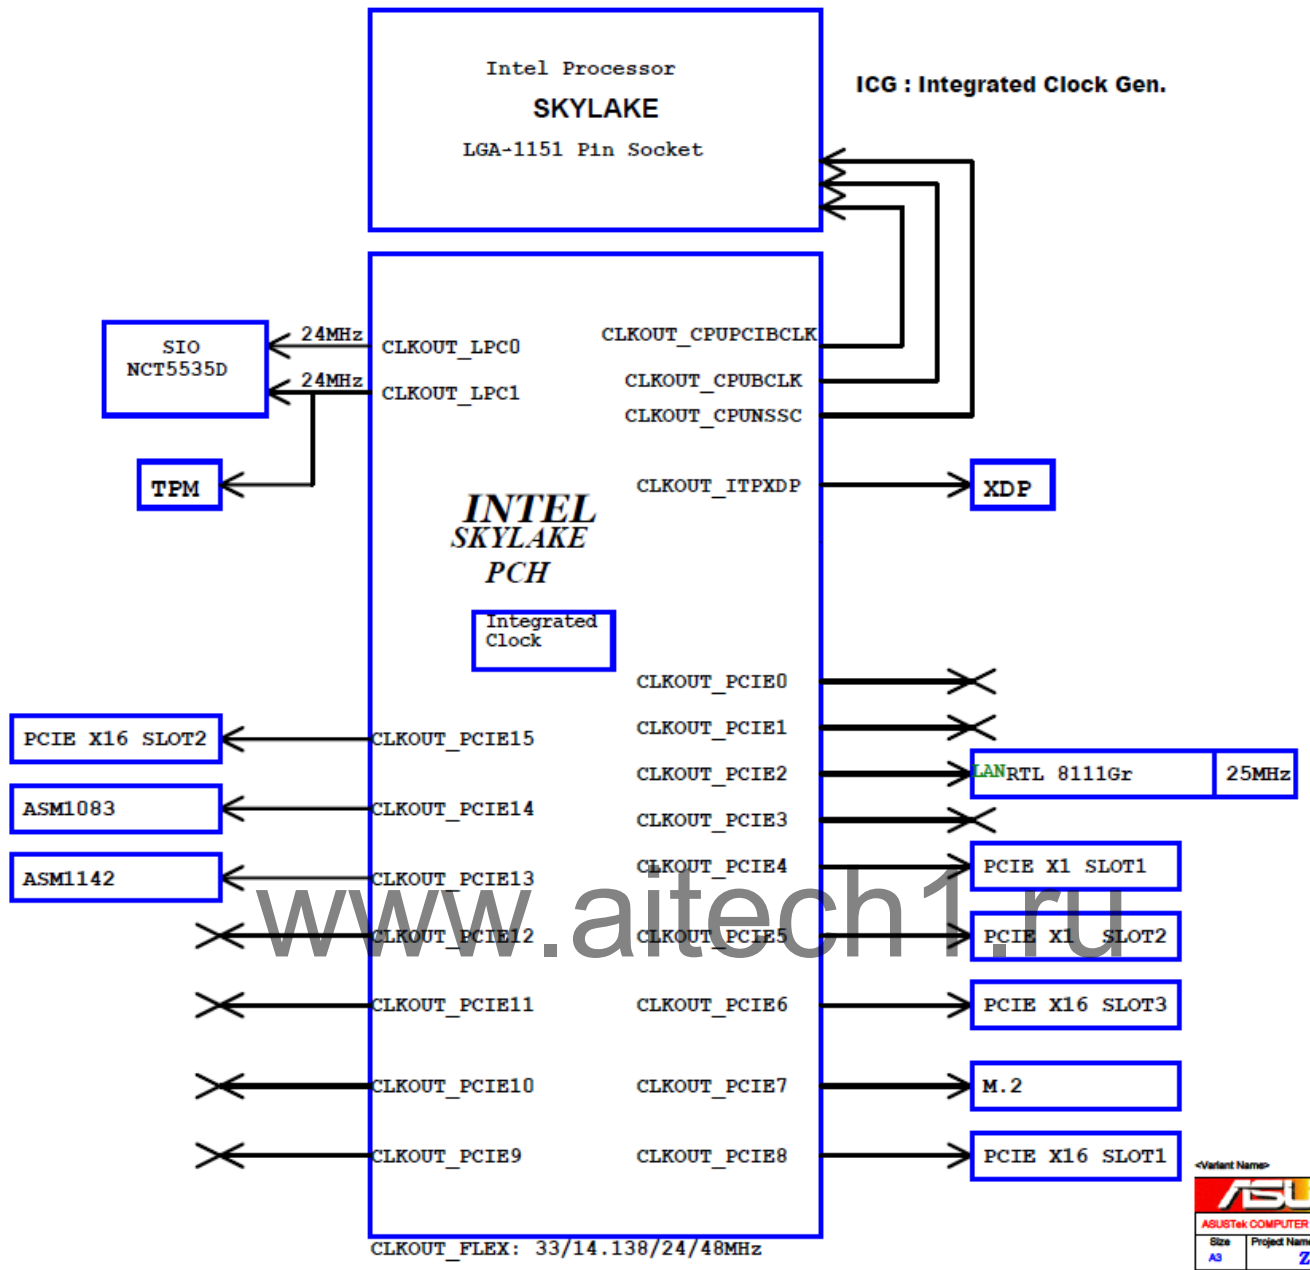 Intel Processor
SKYLAKE
LGA-1151 Pin Socket
ICG : Integrated Clock Gen.
SIO
NCT5535D
24MHz
24MHz
TPM
CLKOUT_LPC0
CLKOUT_LPC1
CLKOUT_CPUPCIBCLK
CLKOUT_CPUBCLK
CLKOUT_CPUNSSC
CLKOUT_ITPXDP
XDP
INTEL
SKYLAKE
PCH
Integrated
Clock
CLKOUT_PCIE0
CLKOUT_PCIE1
CLKOUT_PCIE2
LAN RTL 8111Gr
25MHz
CLKOUT_PCIE3
CLKOUT_PCIE4
PCIE X1 SLOT1
CLKOUT_PCIE5
PCIE X1 SLOT2
CLKOUT_PCIE6
PCIE X16 SLOT3
CLKOUT_PCIE7
M.2
CLKOUT_PCIE8
PCIE X16 SLOT1
PCIE X16 SLOT2
CLKOUT_PCIE15
ASM1083
CLKOUT_PCIE14
ASM1142
CLKOUT_PCIE13
CLKOUT_PCIE12
CLKOUT_PCIE11
CLKOUT_PCIE10
CLKOUT_PCIE9
www.aitech1.ru
CLKOUT_FLEX: 33/14.138/24/48MHz
<Variant Name>
ASUSTek COMPUTER
Size
Project Name
A3
Z